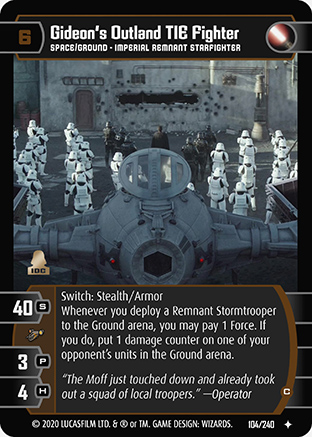 6
Gideon's Outland TIE Fighter
SPACE/GROUND - IMPERIAL REMNANT STARFIGHTER
100
40 S
3 P
4 H
Switch: Stealth/Armor
Whenever you deploy a Remnant Stormtrooper
to the Ground arena, you may pay 1 Force. If
you do, put 1 damage counter on one of your
opponent's units in the Ground arena.
"The Moff just touched down and already took
out a squad of local troopers." —Operator
C
© 2020 LUCASFILM LTD. & ® or TM. GAME DESIGN: WIZARDS.
104/240